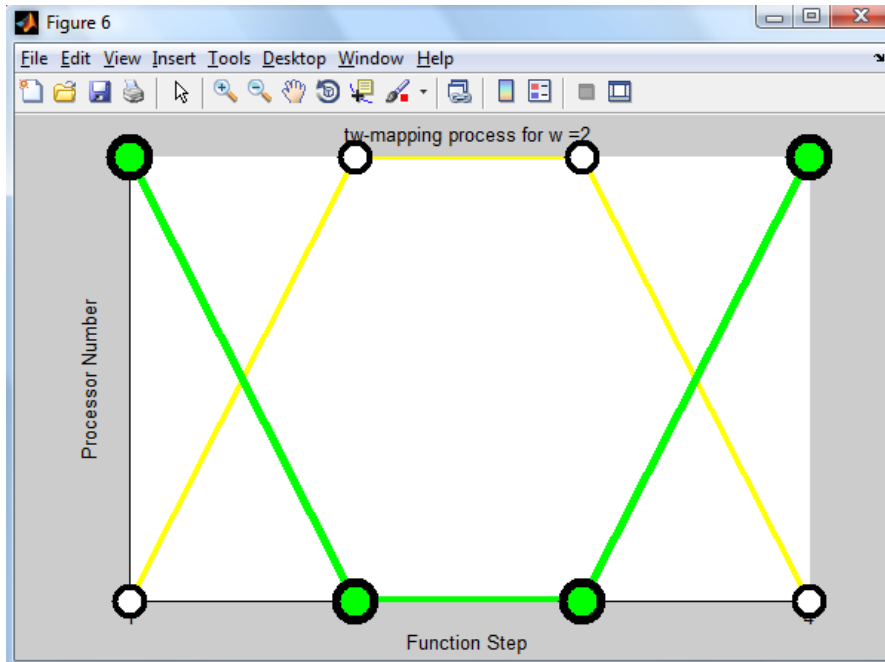 Figure 6
File Edit View Insert Tools Desktop Window Help
tw-mapping process for w =2
Processor Number
Function Step